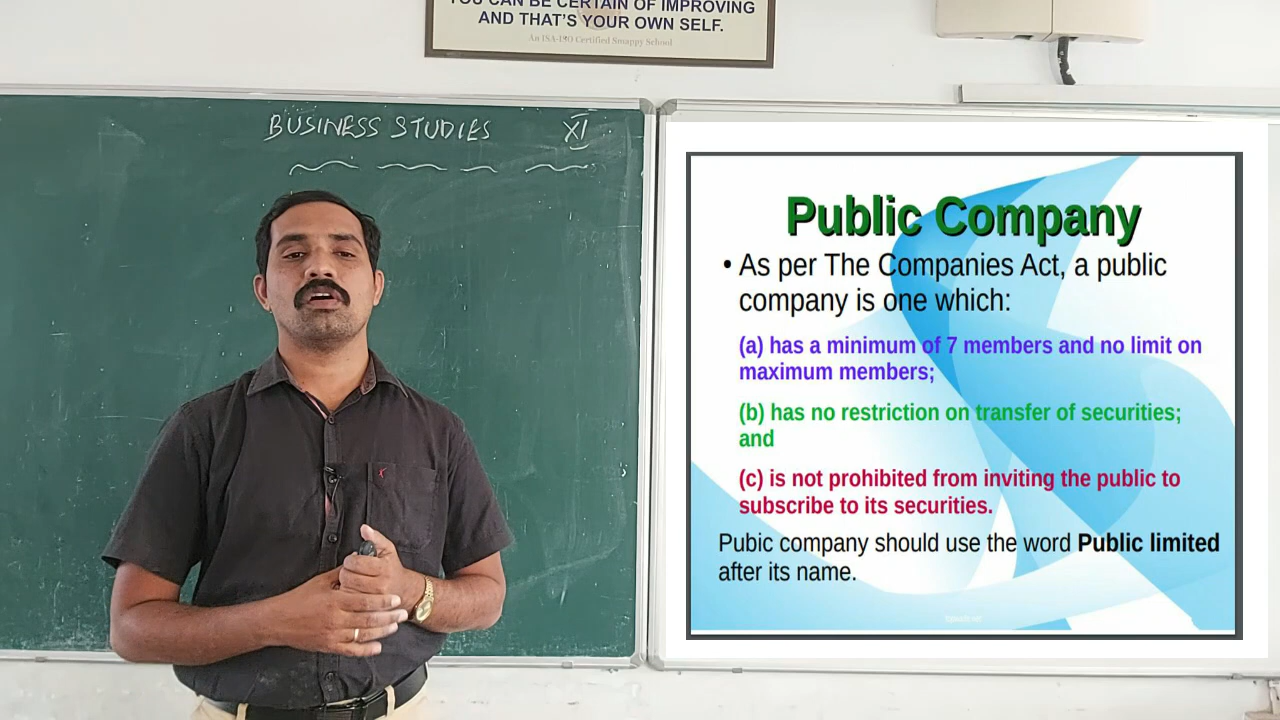 YOU CAN BE CERTAIN OF IMPROVING
AND THAT'S YOUR OWN SELF.
An ISA-ISO Certified Smappy School
BUSINESS STUDIES XI
Public Company
• As per The Companies Act, a public
company is one which:
(a) has a minimum of 7 members and no limit on
maximum members;
(b) has no restriction on transfer of securities;
and
(c) is not prohibited from inviting the public to
subscribe to its securities.
Pubic company should use the word Public limited
after its name.